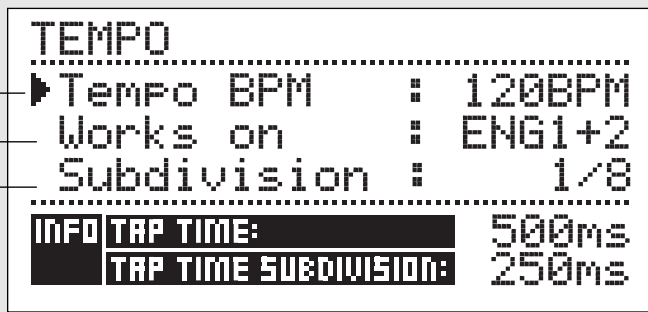 TEMPO
Tempo BPM : 120BPM
Works on : ENG1+2
Subdivision : 1/8
INFO TAP TIME: 500ms
TAP TIME SUBDIVISION: 250ms